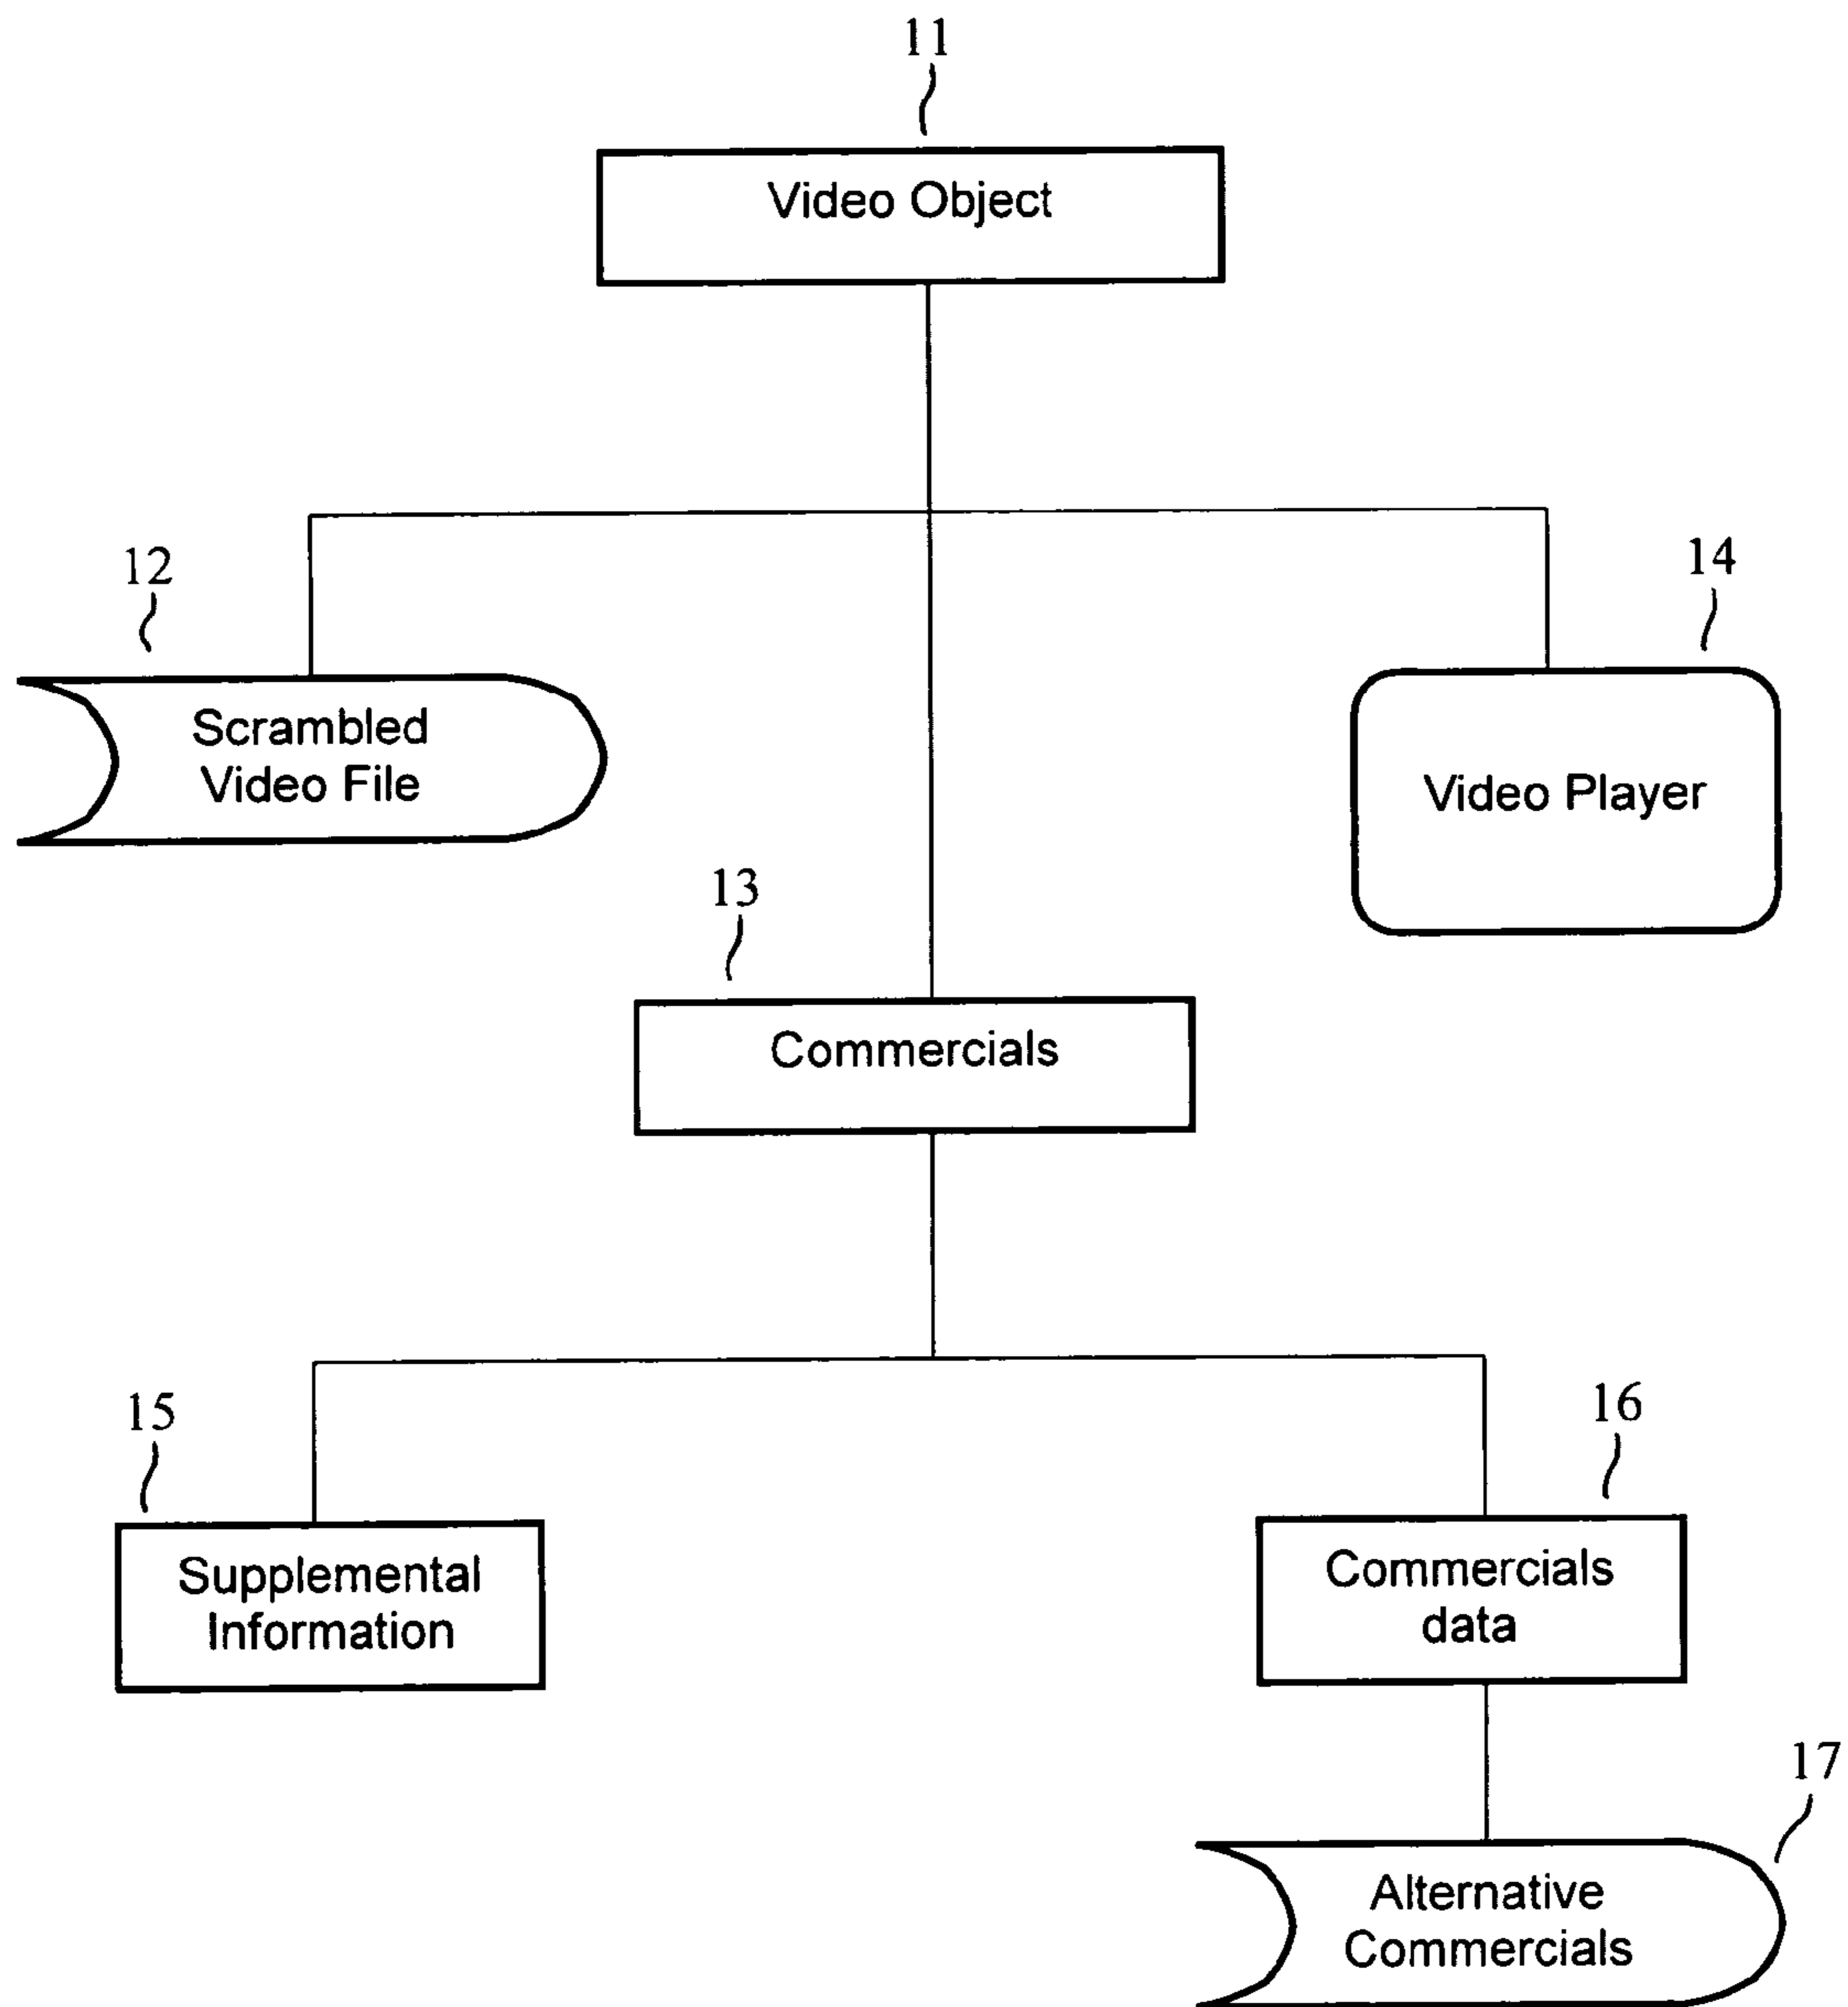 11
Video Object
12
Scrambled
Video File
14
Video Player
13
Commercials
15
Supplemental
Information
16
Commercials
data
17
Alternative
Commercials